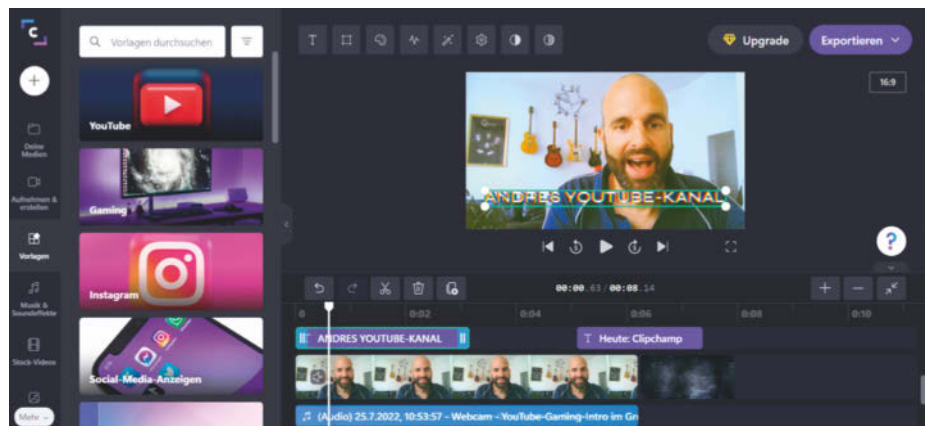 Vorlagen durchsuchen
Upgrade
Exportieren
16:9
YouTube
Deine
Medien
Aufnehmen &
erstellen
Gaming
Vorlagen
ANDRES YOUTUBE-KANAL
5
5
?
Instagram
Musik &
Soundeffekte
00:00.63 / 00:08.14
0
0:02
0:04
0:06
0:08
0:10
ANDRES YOUTUBE-KANAL
T Heute: Clipchamp
Stock-Videos
Social-Media-Anzeigen
Mehr
(Audio) 25.7.2022, 10:53:57 - Webcam - YouTube-Gaming-Intro im Gr